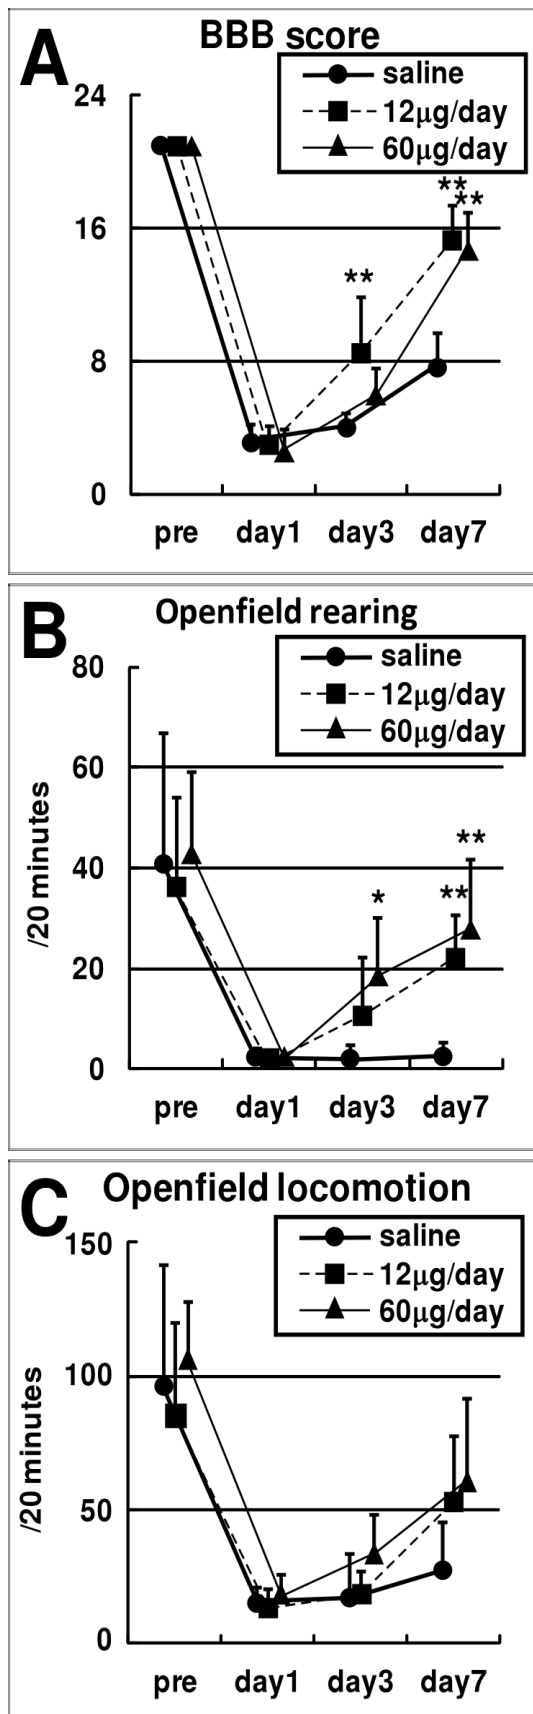 A
BBB score
saline
12μg/day
60μg/day
24
16
8
0
**
**
**
pre day1 day3 day7
B
Openfield rearing
saline
12μg/day
60μg/day
80
60
40
20
0
/20 minutes
*
**
**
pre day1 day3 day7
C
Openfield locomotion
saline
12μg/day
60μg/day
150
100
50
0
/20 minutes
pre day1 day3 day7